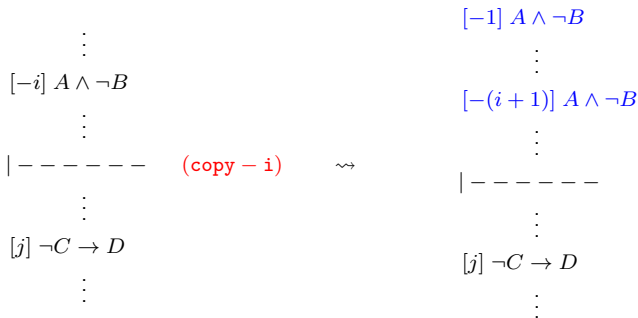 ⋮
[−i] A ∧ ¬B
⋮
| − − − − − − (copy − i) ⇝
⋮
[j] ¬C → D
⋮
[−1] A ∧ ¬B
⋮
[−(i + 1)] A ∧ ¬B
⋮
| − − − − − −
⋮
[j] ¬C → D
⋮